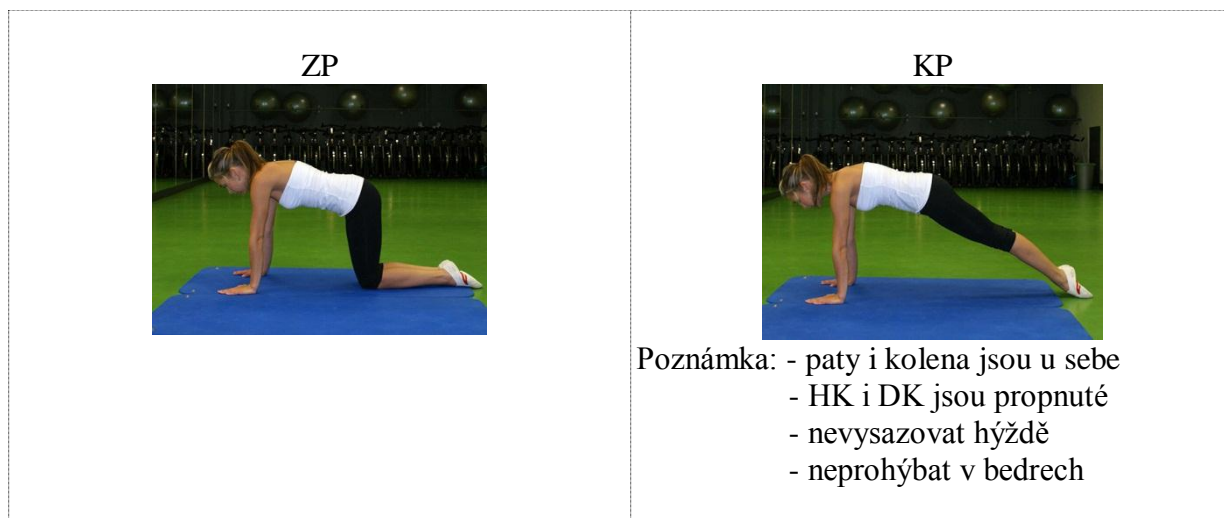 ZP
KP
Poznámka: - paty i kolena jsou u sebe
- HK i DK jsou propnuté
- nevysazovat hýždě
- neprohýbat v bedrech